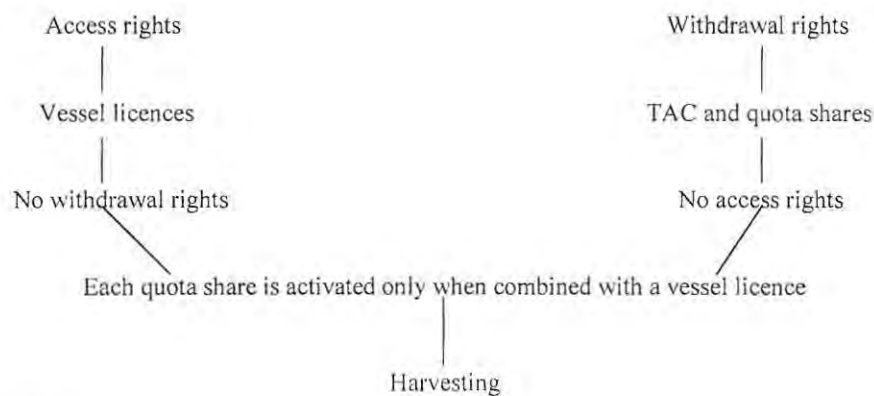 Access rights
Withdrawal rights
Vessel licences
TAC and quota shares
No withdrawal rights
No access rights
Each quota share is activated only when combined with a vessel licence
Harvesting